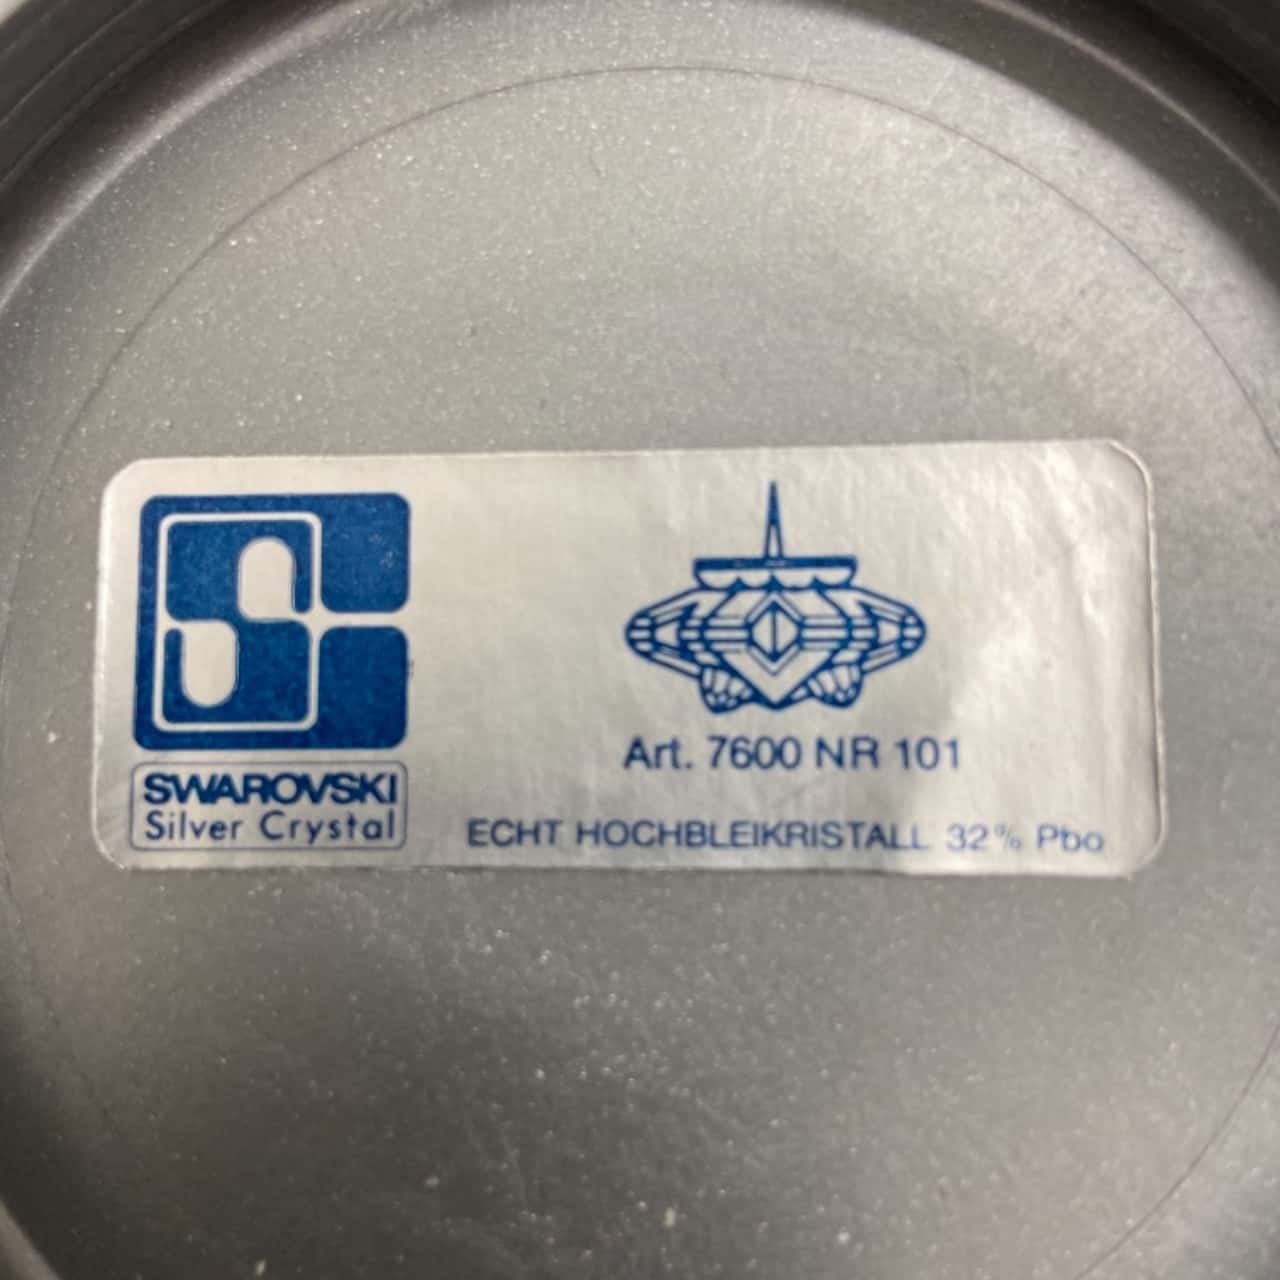 SWAROVSKI
Silver Crystal
Art. 7600 NR 101
ECHT HOCHBLEIKRISTALL 32% Pbo